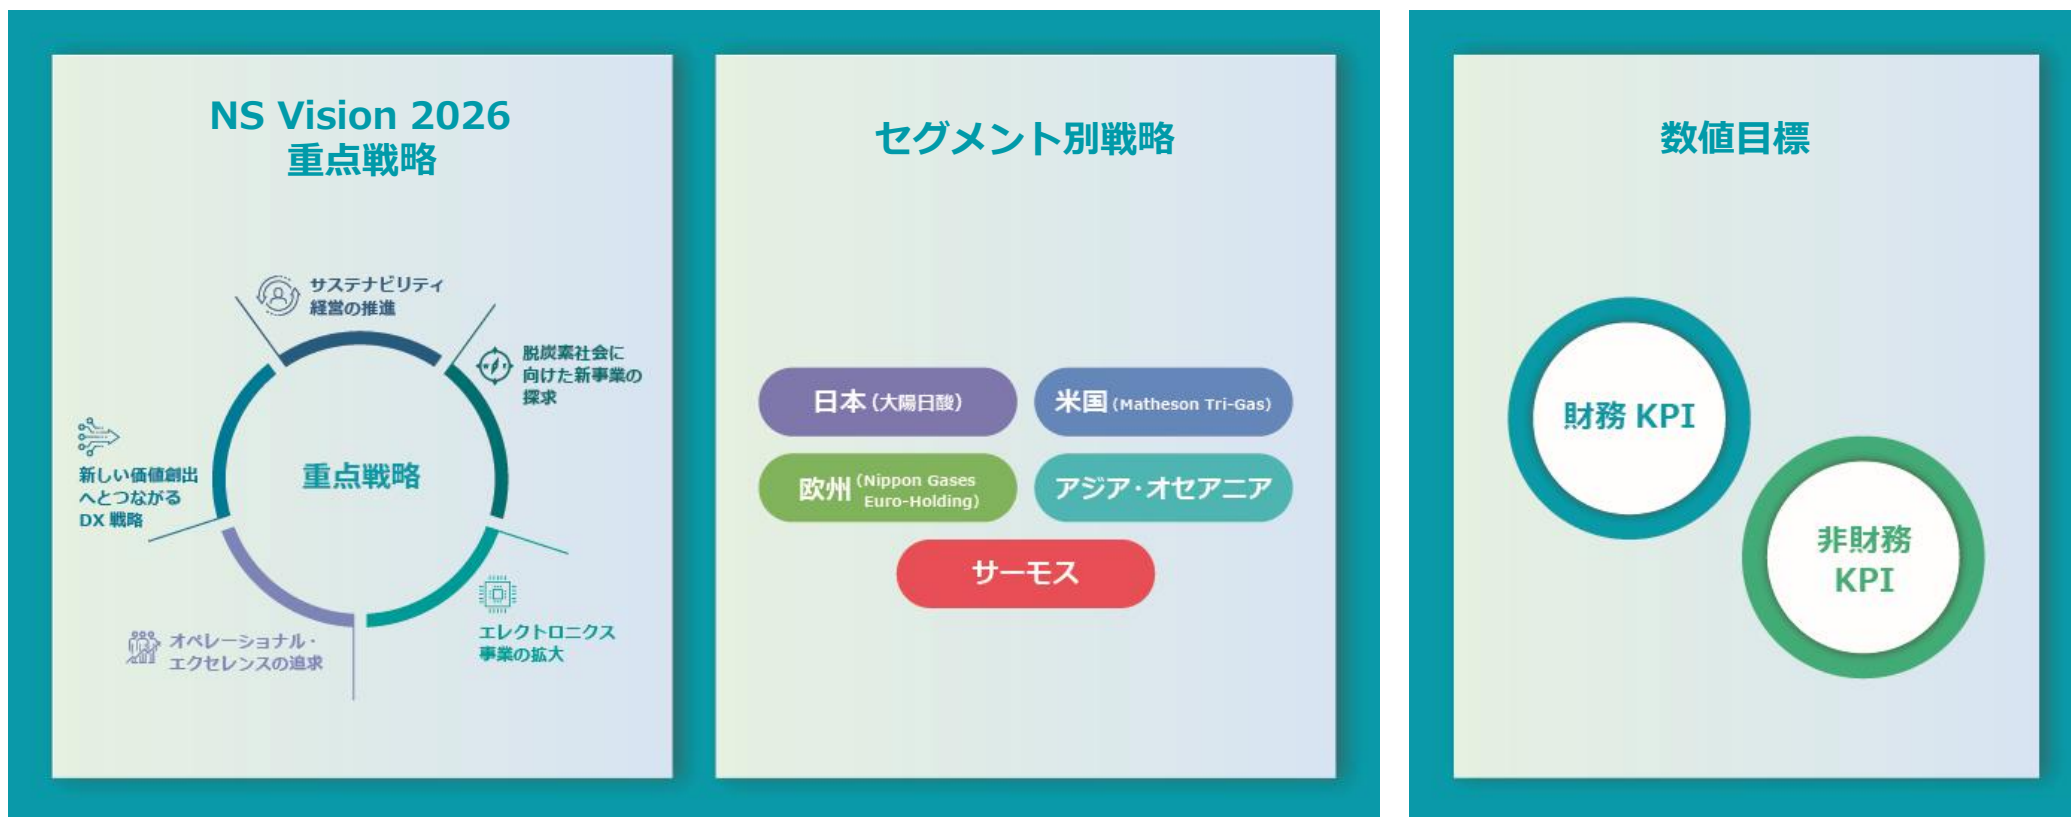 NS Vision 2026
重点戦略
サステナビリティ
経営の推進
脱炭素社会に
向けた新事業の
探求
新しい価値創出
へとつながる
DX 戦略
重点戦略
オペレーショナル・
エクセレンスの追求
エレクトロニクス
事業の拡大
セグメント別戦略
日本 (大陽日酸)
米国 (Matheson Tri-Gas)
欧州 (Nippon Gases
Euro-Holding)
アジア・オセアニア
サーモス
数値目標
財務 KPI
非財務
KPI